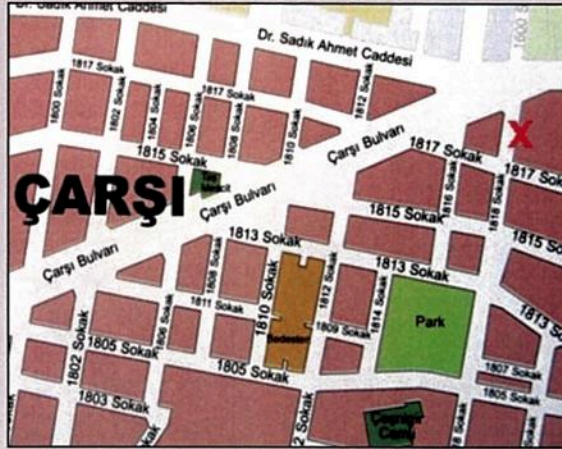 Dr. Sadık Ahmet Caddesi
Dr. Sadık Ahmet Caddesi
1600 S
1817 Sokak
1800 Sokak
1802 Sokak
1804 Sokak
1806 Sokak
1817 Sokak
1808 Sokak
1810 Sokak
1812 Sokak
Çarşı Bulvarı
1817 Sokak
X
1817 Sokak
1815 Sokak
ÇARŞI
Çarşı Bulvarı
1816 Sokak
1818 Sokak
1815 Sokak
1815 Sokak
Çarşı Bulvarı
1813 Sokak
1813 Sokak
1808 Sokak
1810 Sokak
1812 Sokak
1814 Sokak
1813 S
1811 Sokak
Park
Bedesten
1809 Sokak
1802 Sokak
1806 Sokak
1805 Sokak
1805 Sokak
1807 Sokak
1805 Sokak
1803 Sokak